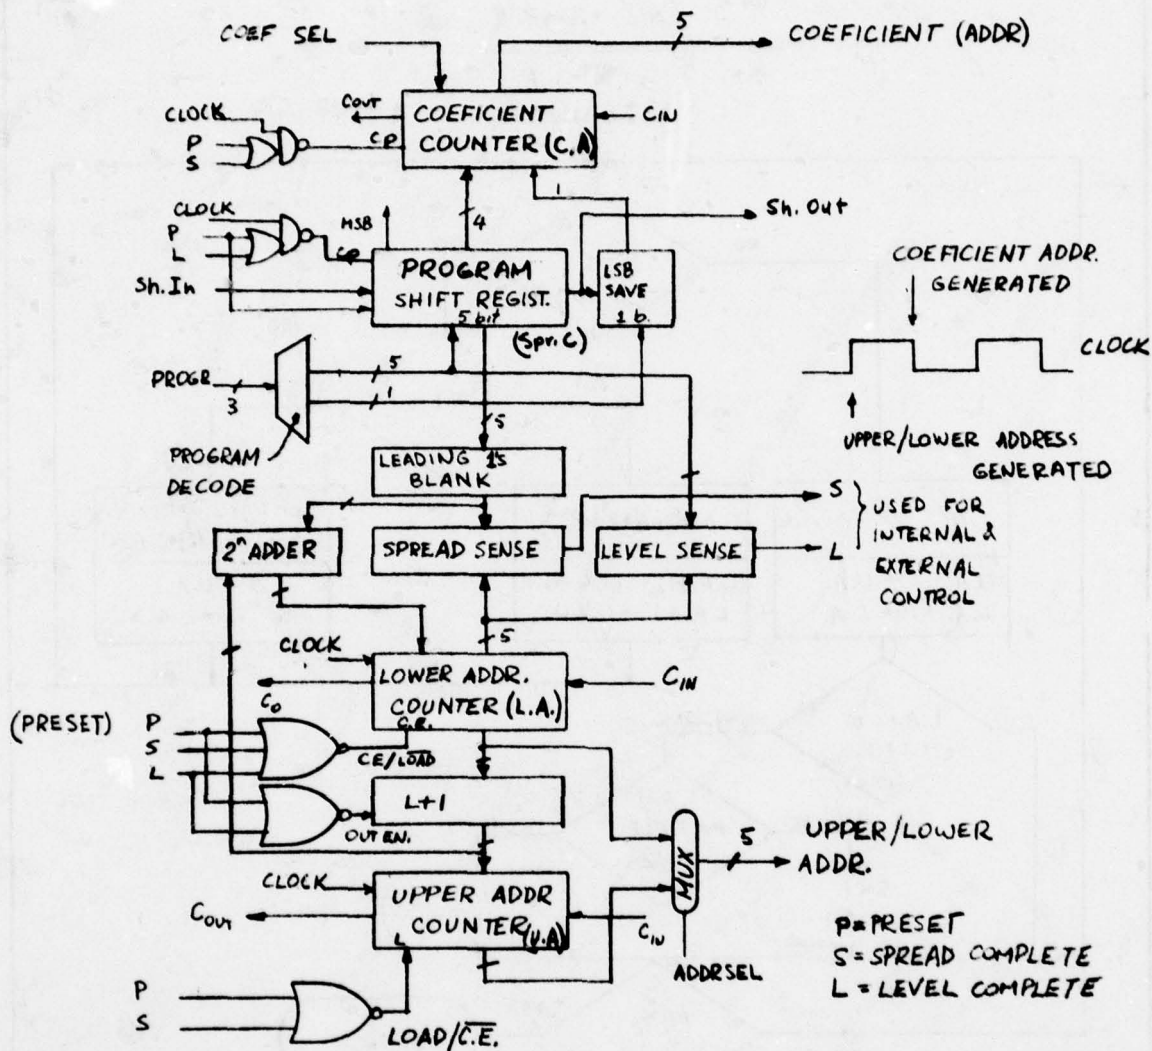 COEF SEL
5
COEFICIENT (ADDR)
CLOCK
P
S
COUT
CP
COEFICIENT
COUNTER (C.A)
CIN
1
4
CLOCK
P
L
Sh.In
MSB
CP
PROGRAM
SHIFT REGIST.
5 bit
(Spr. C)
LSB
SAVE
1 b.
Sh. Out
COEFICIENT ADDR.
GENERATED
CLOCK
UPPER/LOWER ADDRESS
GENERATED
PROGR
3
5
1
5
PROGRAM
DECODE
LEADING 1's
BLANK
2ⁿ ADDER
SPREAD SENSE
LEVEL SENSE
S
L
USED FOR
INTERNAL &
EXTERNAL
CONTROL
5
CLOCK
LOWER ADDR.
COUNTER (L.A.)
C.E.
CIN
CO
(PRESET)
P
S
L
CE/L̅O̅A̅D̅
L+1
OUT EN.
CLOCK
UPPER ADDR
COUNTER (U.A)
L
COUT
CIN
MUX
5
UPPER/LOWER
ADDR.
ADDRSEL
P
S
LOAD/C̅.E̅.
P = PRESET
S = SPREAD COMPLETE
L = LEVEL COMPLETE